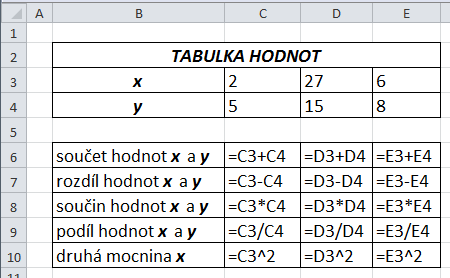 A B C D E
1
2 TABULKA HODNOT
3 x 2 27 6
4 y 5 15 8
5
6 součet hodnot x a y =C3+C4 =D3+D4 =E3+E4
7 rozdíl hodnot x a y =C3-C4 =D3-D4 =E3-E4
8 součin hodnot x a y =C3*C4 =D3*D4 =E3*E4
9 podíl hodnot x a y =C3/C4 =D3/D4 =E3/E4
10 druhá mocnina x =C3^2 =D3^2 =E3^2